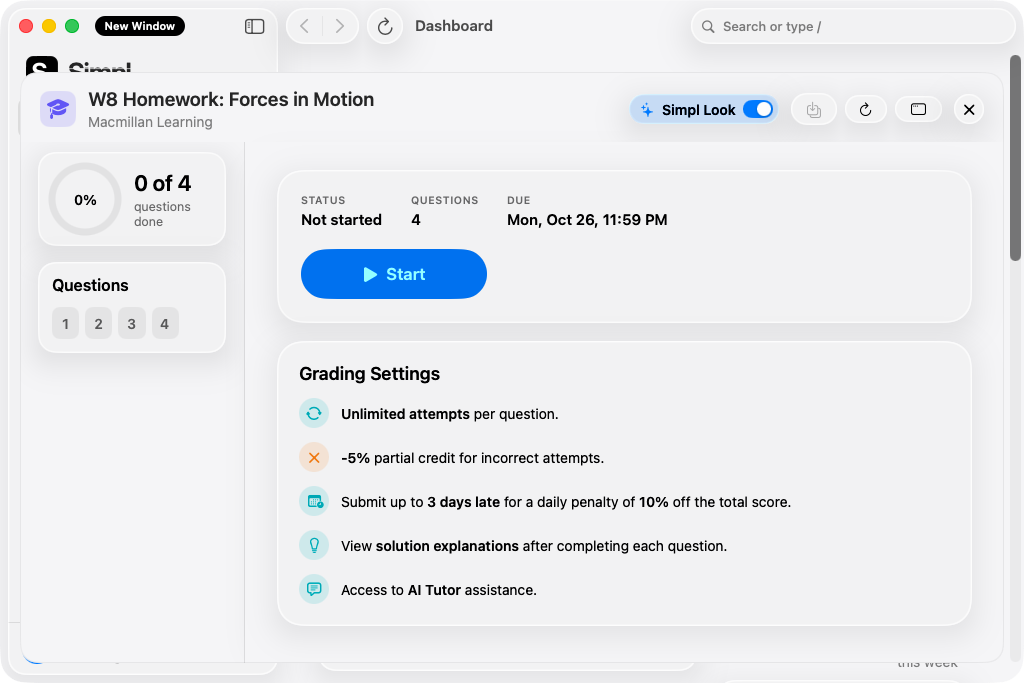 New Window
Dashboard
Search or type /
Simpl
W8 Homework: Forces in Motion
Macmillan Learning
Simpl Look
0%
0 of 4
questions
done
Questions
1 2 3 4
STATUS QUESTIONS DUE
Not started 4 Mon, Oct 26, 11:59 PM
Start
Grading Settings
Unlimited attempts per question.
-5% partial credit for incorrect attempts.
Submit up to 3 days late for a daily penalty of 10% off the total score.
View solution explanations after completing each question.
Access to AI Tutor assistance.
this week